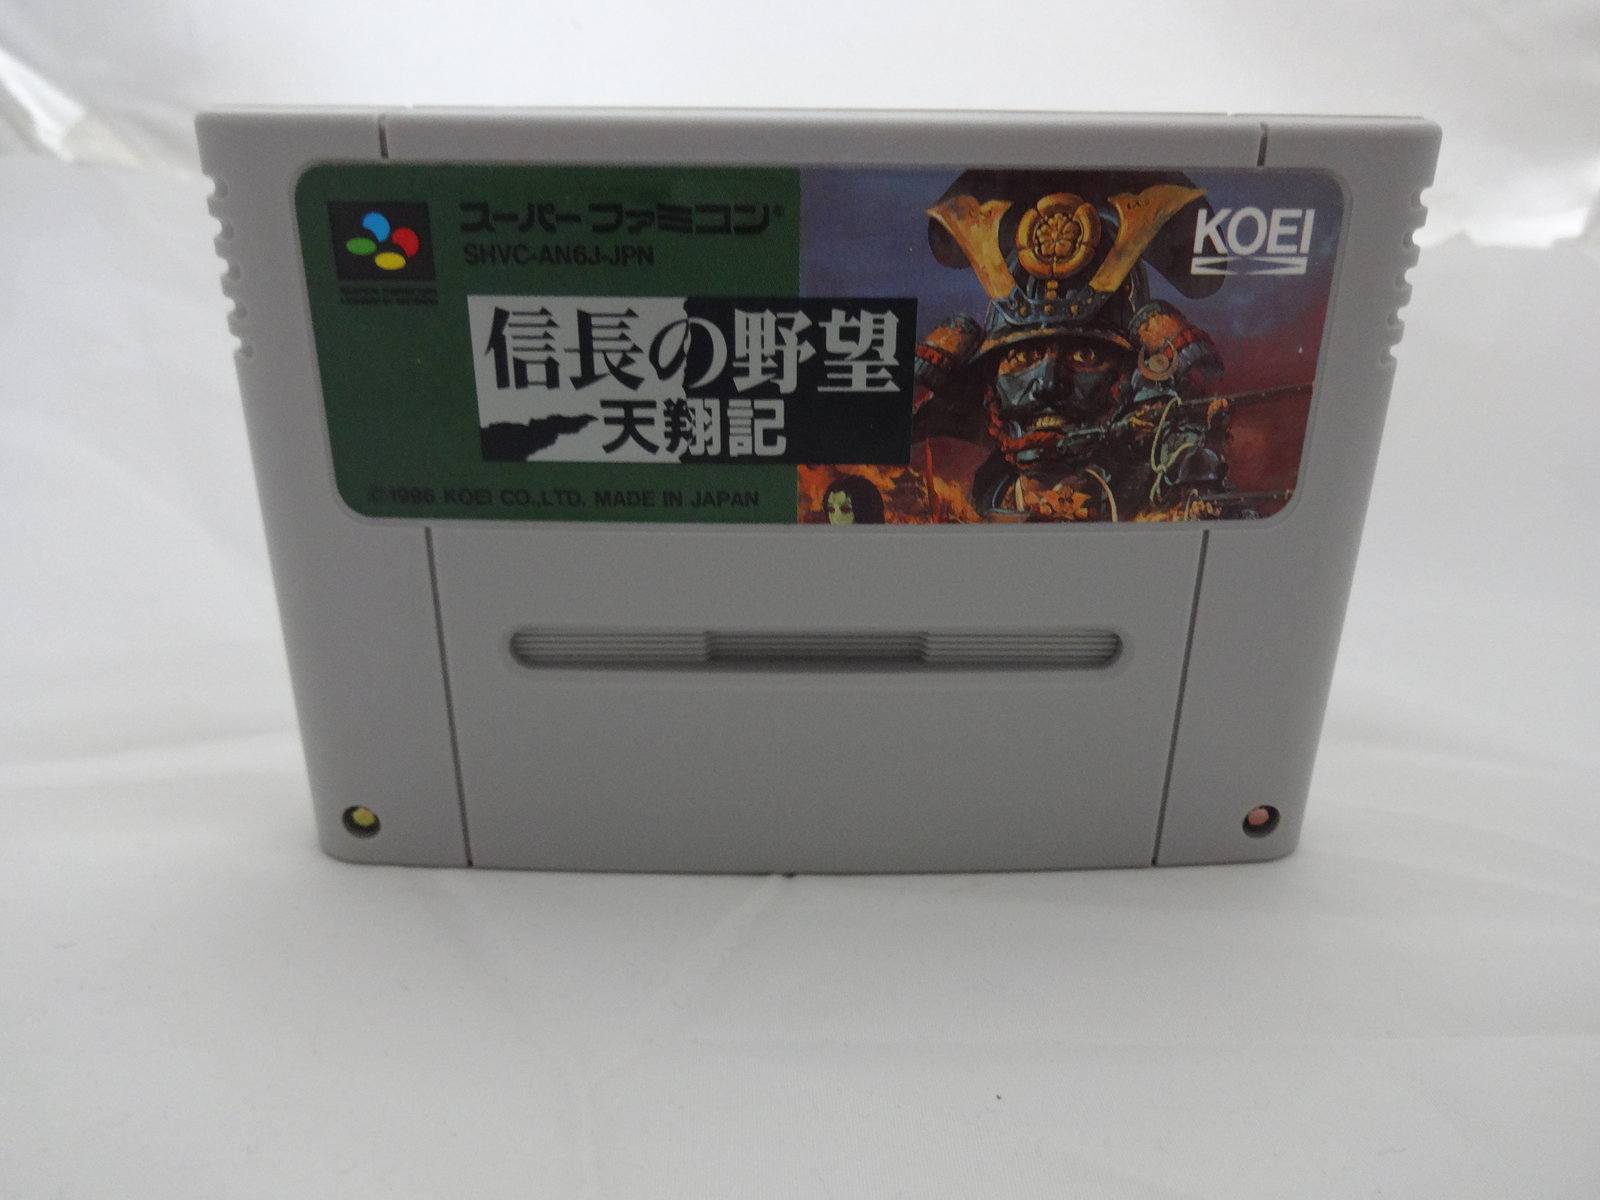 スーパーファミコン®
SHVC-AN6J-JPN
KOEI
信長の野望
天翔記
©1996 KOEI CO.,LTD. MADE IN JAPAN